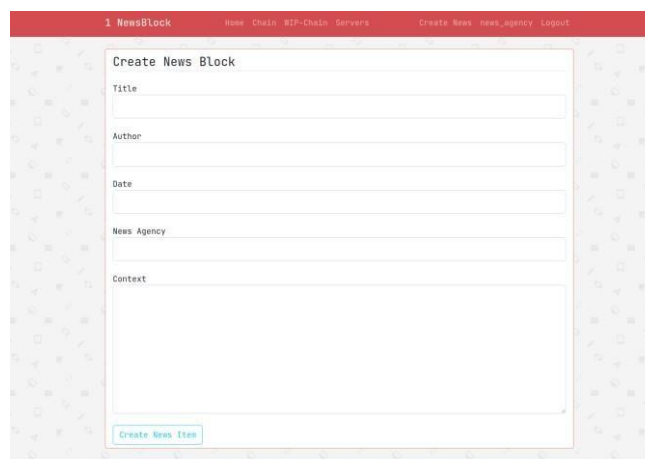 1 NewsBlock Home Chain WIP-Chain Servers Create News news_agency Logout
Create News Block
Title
Author
Date
News Agency
Context
Create News Item